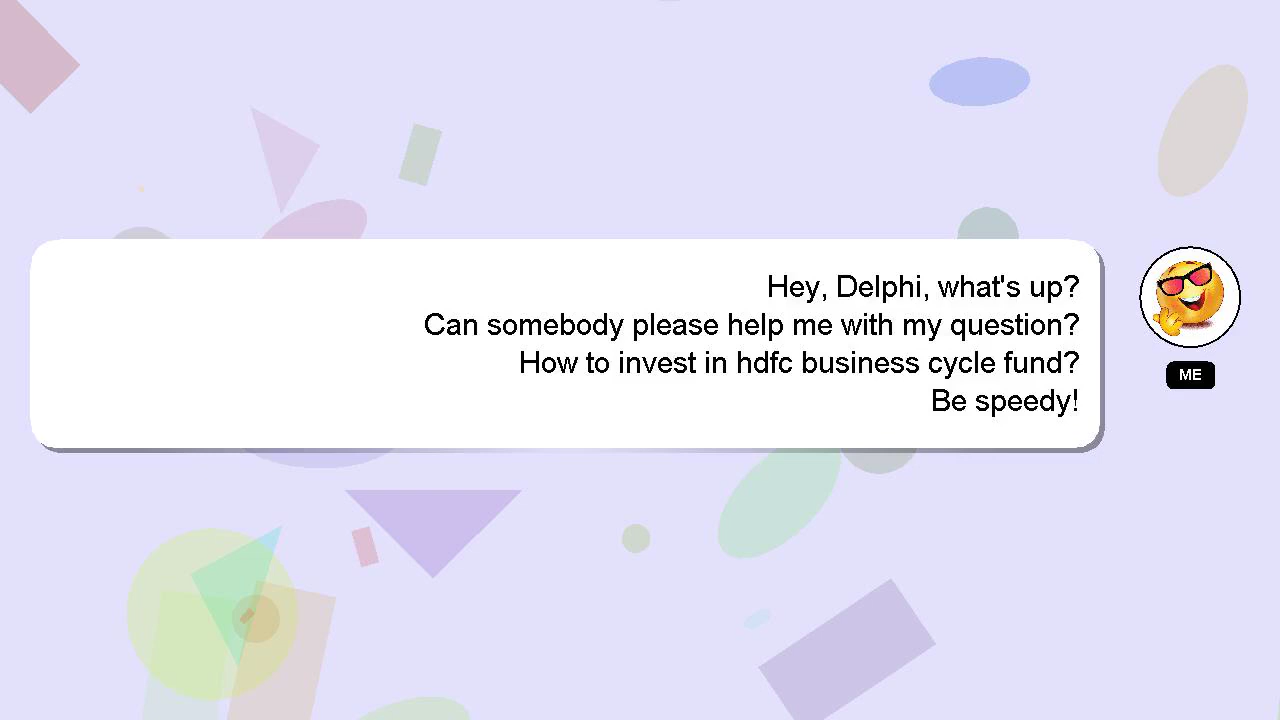 Hey, Delphi, what's up?
Can somebody please help me with my question?
How to invest in hdfc business cycle fund?
Be speedy!
ME